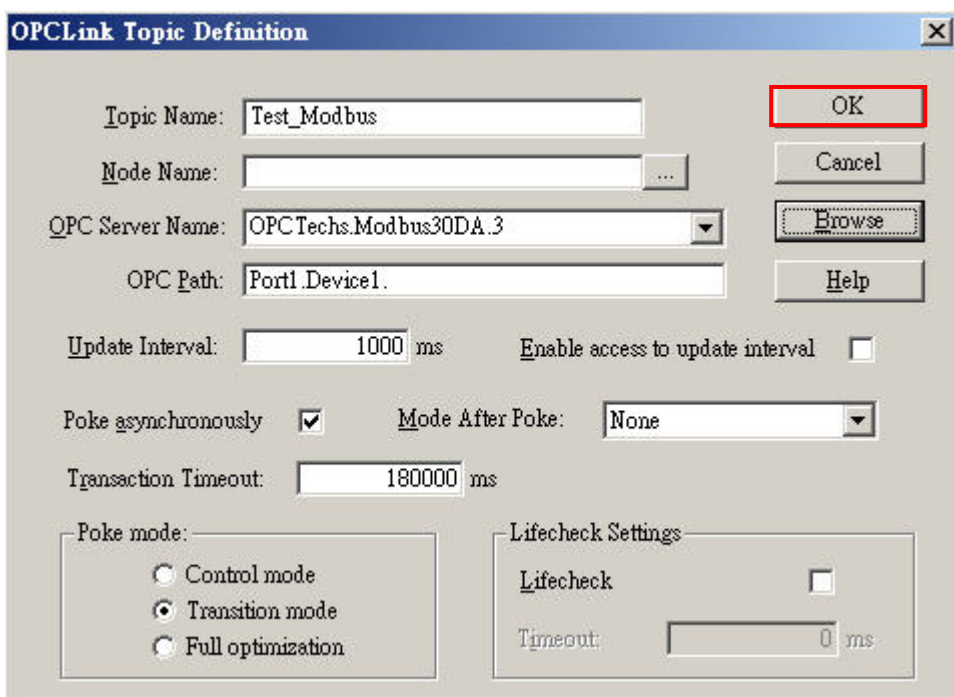 OPCLink Topic Definition
Topic Name: Test_Modbus
OK
Node Name: ...
Cancel
OPC Server Name: OPCTechs.Modbus30DA.3
Browse
OPC Path: Port1.Device1.
Help
Update Interval: 1000 ms Enable access to update interval
Poke asynchronously Mode After Poke: None
Transaction Timeout: 180000 ms
Poke mode:
Control mode
Transition mode
Full optimization
Lifecheck Settings
Lifecheck
Timeout: 0 ms